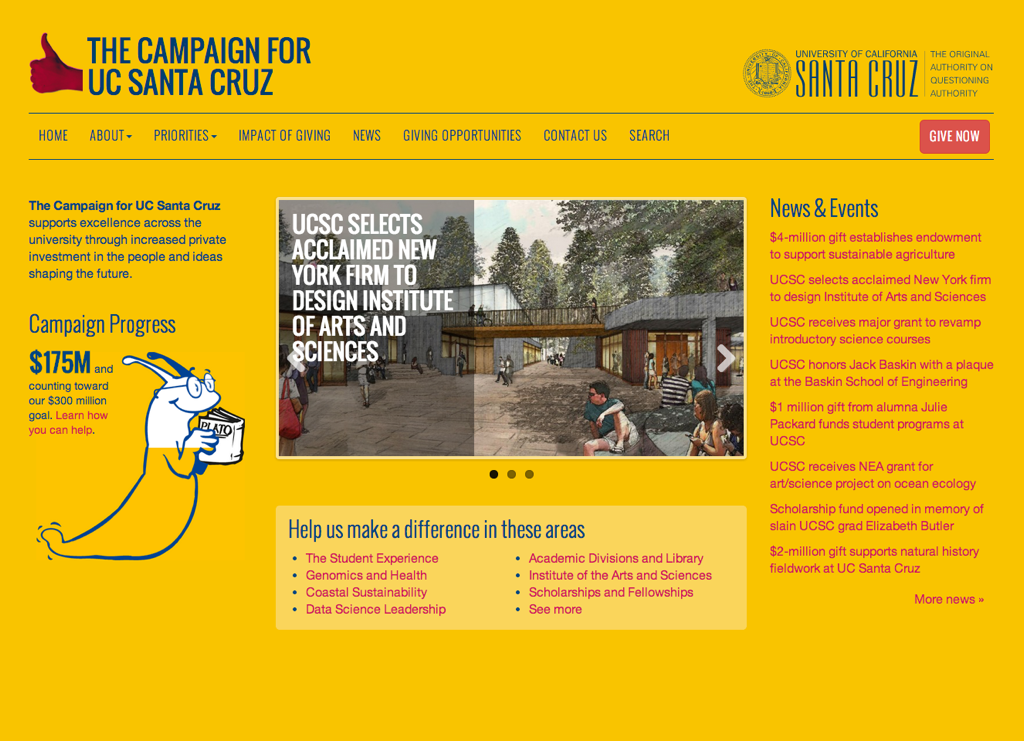 THE CAMPAIGN FOR
UC SANTA CRUZ
UNIVERSITY OF CALIFORNIA
SANTA CRUZ
THE ORIGINAL
AUTHORITY ON
QUESTIONING
AUTHORITY
HOME ABOUT PRIORITIES IMPACT OF GIVING NEWS GIVING OPPORTUNITIES CONTACT US SEARCH GIVE NOW
The Campaign for UC Santa Cruz
supports excellence across the
university through increased private
investment in the people and ideas
shaping the future.
Campaign Progress
$175M and
counting toward
our $300 million
goal. Learn how
you can help.
PLATO
UCSC SELECTS
ACCLAIMED NEW
YORK FIRM TO
DESIGN INSTITUTE
OF ARTS AND
SCIENCES
Help us make a difference in these areas
• The Student Experience
• Genomics and Health
• Coastal Sustainability
• Data Science Leadership
• Academic Divisions and Library
• Institute of the Arts and Sciences
• Scholarships and Fellowships
• See more
News & Events
$4-million gift establishes endowment
to support sustainable agriculture
UCSC selects acclaimed New York firm
to design Institute of Arts and Sciences
UCSC receives major grant to revamp
introductory science courses
UCSC honors Jack Baskin with a plaque
at the Baskin School of Engineering
$1 million gift from alumna Julie
Packard funds student programs at
UCSC
UCSC receives NEA grant for
art/science project on ocean ecology
Scholarship fund opened in memory of
slain UCSC grad Elizabeth Butler
$2-million gift supports natural history
fieldwork at UC Santa Cruz
More news »